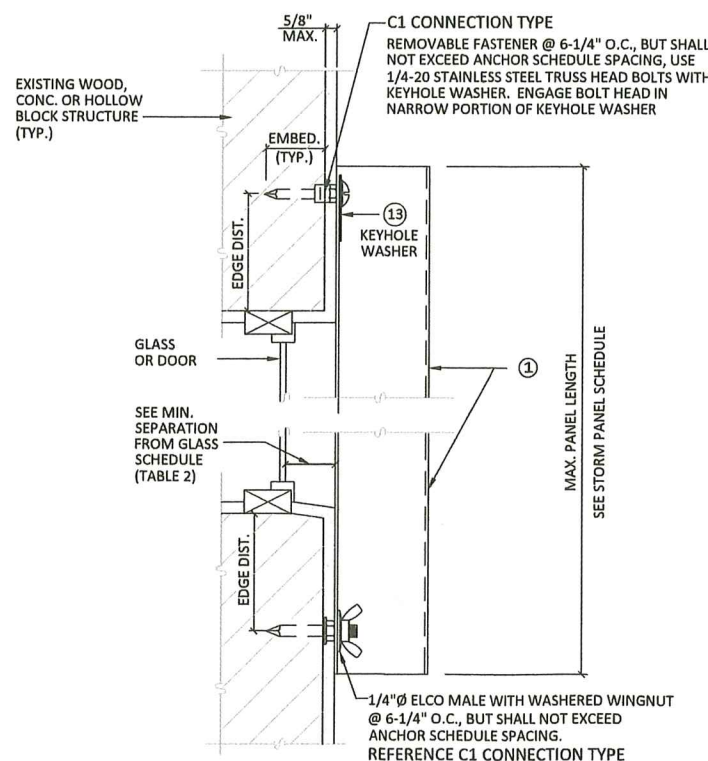 5/8"
MAX.
C1 CONNECTION TYPE
REMOVABLE FASTENER @ 6-1/4" O.C., BUT SHALL
NOT EXCEED ANCHOR SCHEDULE SPACING, USE
1/4-20 STAINLESS STEEL TRUSS HEAD BOLTS WITH
KEYHOLE WASHER. ENGAGE BOLT HEAD IN
NARROW PORTION OF KEYHOLE WASHER
EXISTING WOOD,
CONC. OR HOLLOW
BLOCK STRUCTURE
(TYP.)
EMBED.
(TYP.)
EDGE DIST.
13
KEYHOLE
WASHER
GLASS
OR DOOR
1
MAX. PANEL LENGTH
SEE STORM PANEL SCHEDULE
SEE MIN.
SEPARATION
FROM GLASS
SCHEDULE
(TABLE 2)
EDGE DIST.
1/4"Ø ELCO MALE WITH WASHERED WINGNUT
@ 6-1/4" O.C., BUT SHALL NOT EXCEED
ANCHOR SCHEDULE SPACING.
REFERENCE C1 CONNECTION TYPE